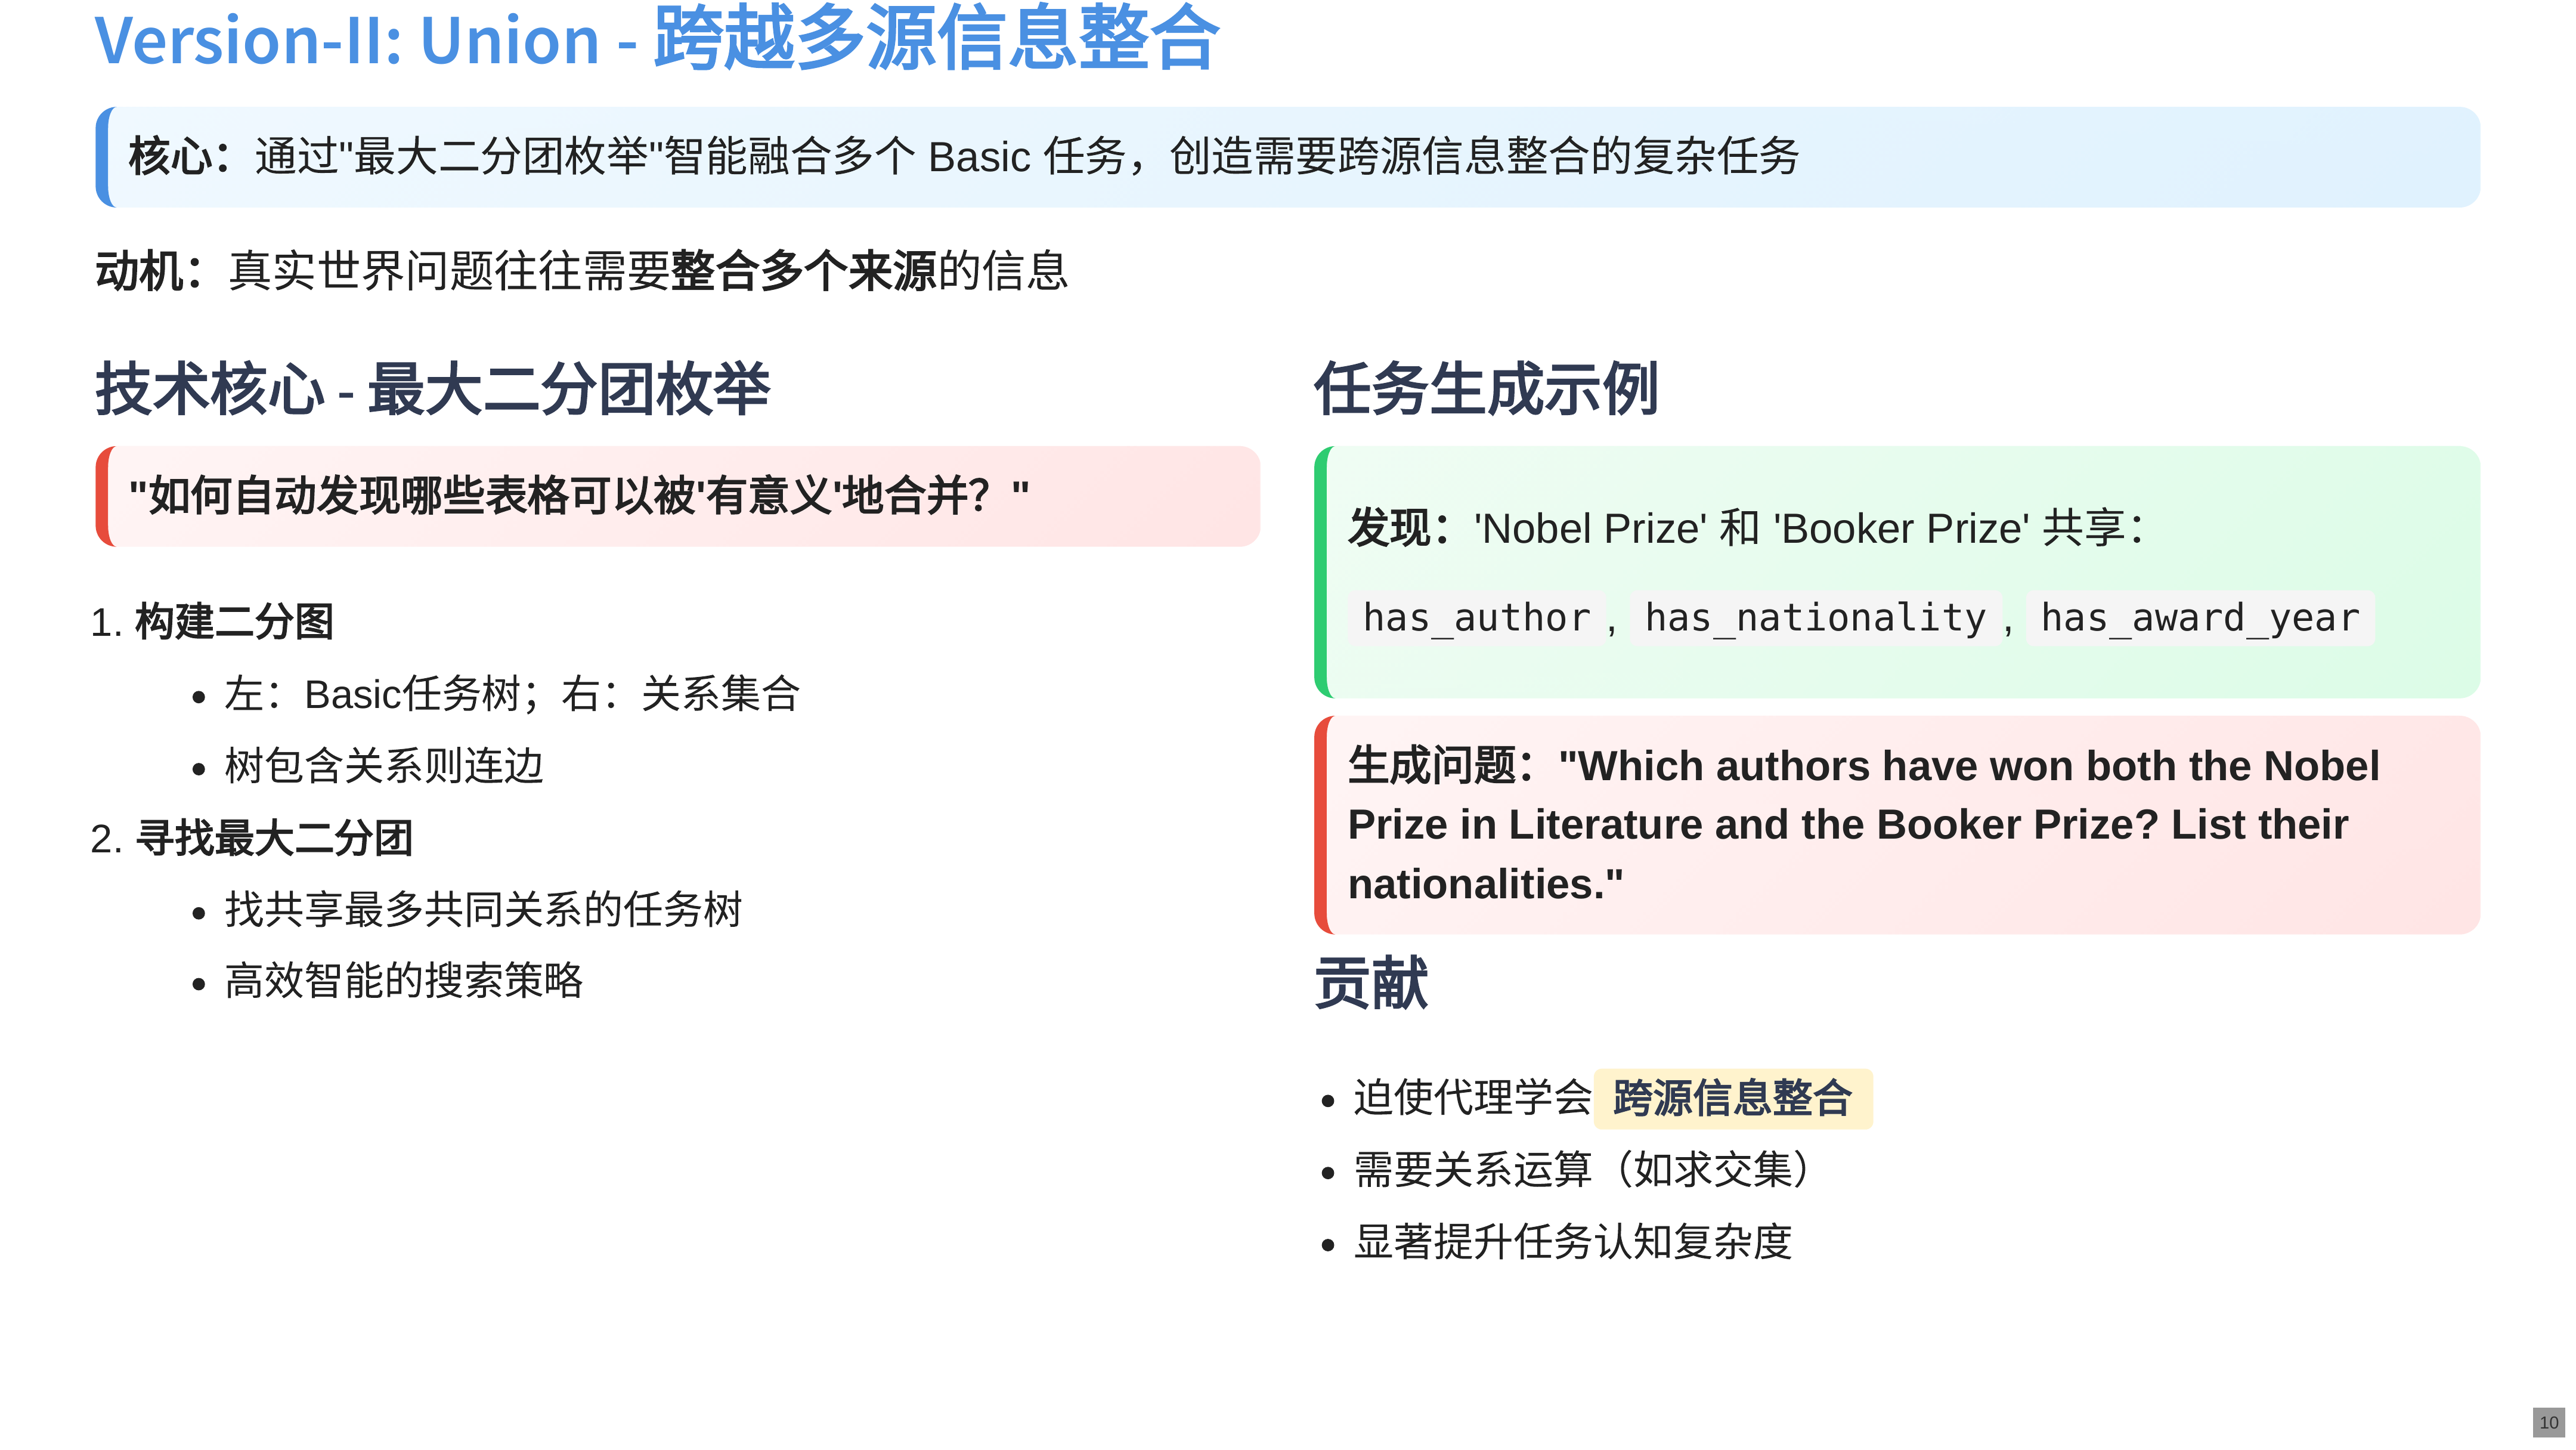 Version-II: Union - 跨越多源信息整合
核心：通过"最大二分团枚举"智能融合多个 Basic 任务，创造需要跨源信息整合的复杂任务
动机：真实世界问题往往需要整合多个来源的信息
技术核心 - 最大二分团枚举
"如何自动发现哪些表格可以被'有意义'地合并？"
1. 构建二分图
• 左：Basic任务树；右：关系集合
• 树包含关系则连边
2. 寻找最大二分团
• 找共享最多共同关系的任务树
• 高效智能的搜索策略
任务生成示例
发现：'Nobel Prize' 和 'Booker Prize' 共享：
has_author, has_nationality, has_award_year
生成问题："Which authors have won both the Nobel
Prize in Literature and the Booker Prize? List their
nationalities."
贡献
• 迫使代理学会 跨源信息整合
• 需要关系运算（如求交集）
• 显著提升任务认知复杂度
10